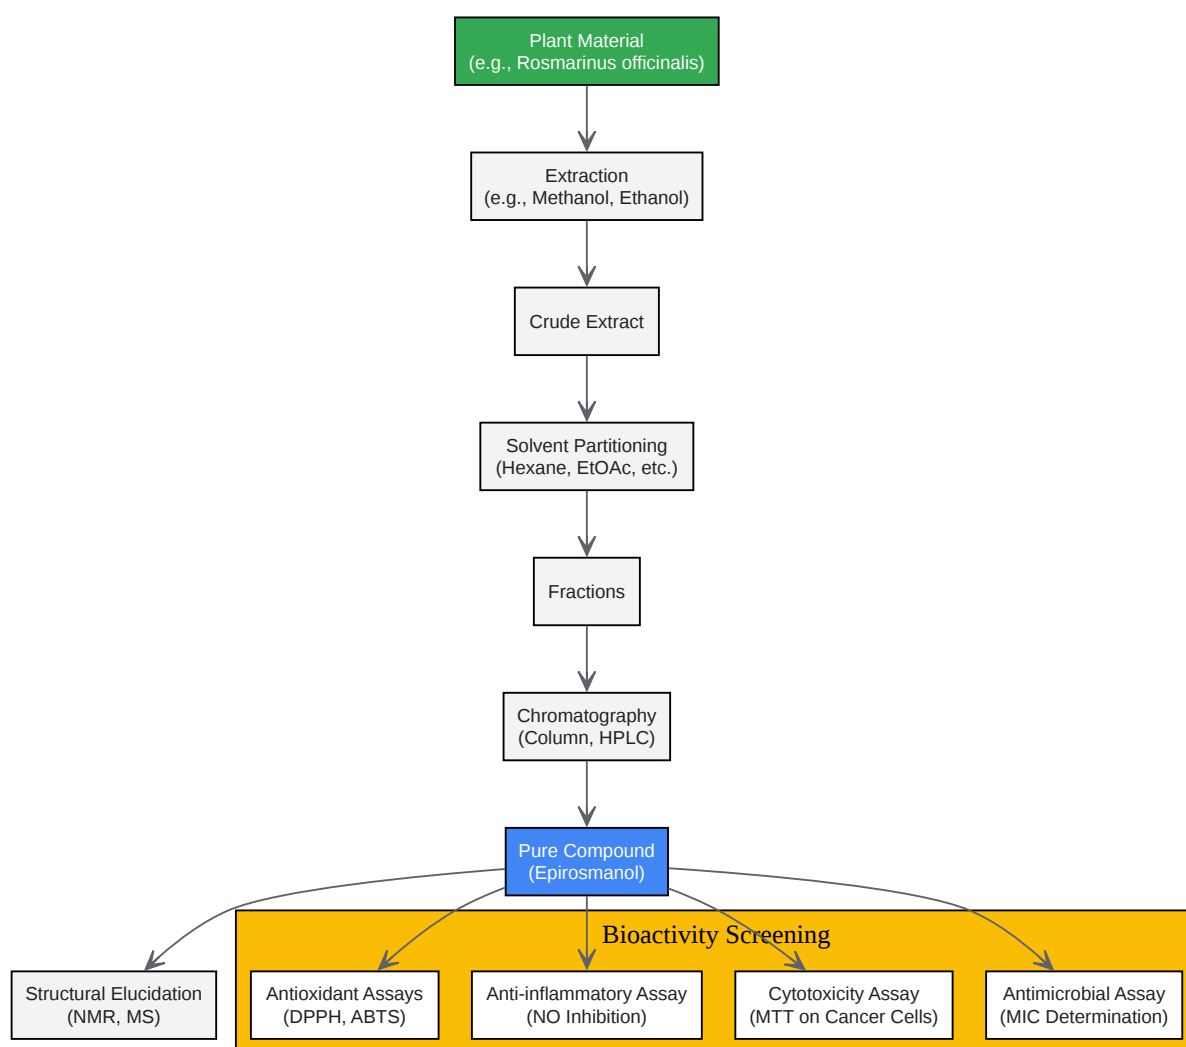 Plant Material
(e.g., Rosmarinus officinalis)
Extraction
(e.g., Methanol, Ethanol)
Crude Extract
Solvent Partitioning
(Hexane, EtOAc, etc.)
Fractions
Chromatography
(Column, HPLC)
Pure Compound
(Epirosmanol)
Bioactivity Screening
Structural Elucidation
(NMR, MS)
Antioxidant Assays
(DPPH, ABTS)
Anti-inflammatory Assay
(NO Inhibition)
Cytotoxicity Assay
(MTT on Cancer Cells)
Antimicrobial Assay
(MIC Determination)